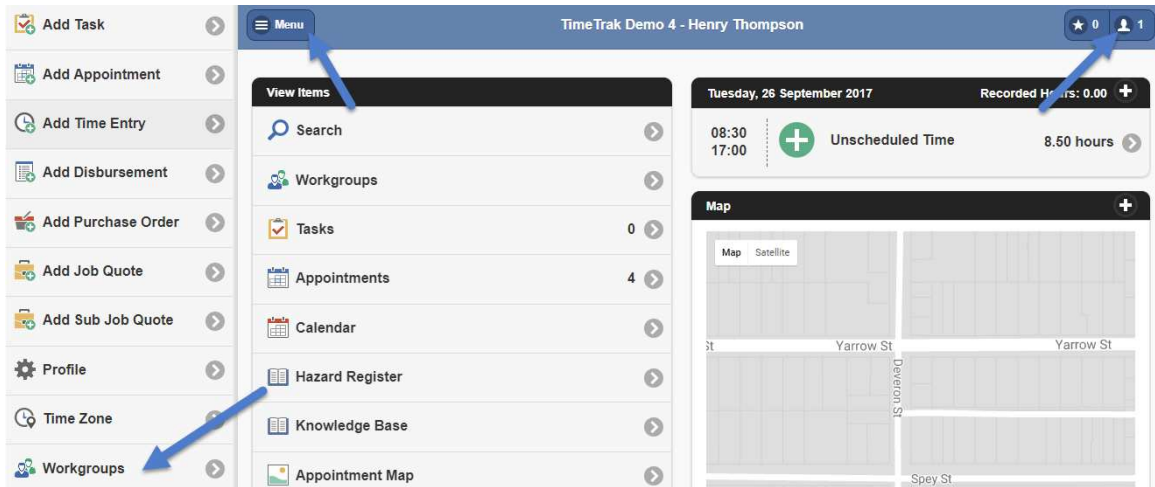 Add Task
Add Appointment
Add Time Entry
Add Disbursement
Add Purchase Order
Add Job Quote
Add Sub Job Quote
Profile
Time Zone
Workgroups
Menu
TimeTrak Demo 4 - Henry Thompson
0
1
View Items
Search
Workgroups
Tasks 0
Appointments 4
Calendar
Hazard Register
Knowledge Base
Appointment Map
Tuesday, 26 September 2017 Recorded Hours: 0.00
08:30
17:00
Unscheduled Time 8.50 hours
Map
Map Satellite
St Yarrow St Yarrow St
Deveron St
Spey St